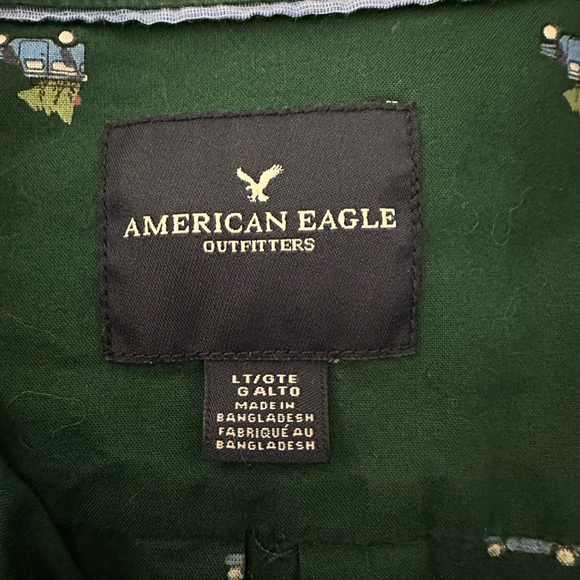 AMERICAN EAGLE
OUTFITTERS
LT/GTE
G ALTO
MADE IN
BANGLADESH
FABRIQUÉ AU
BANGLADESH